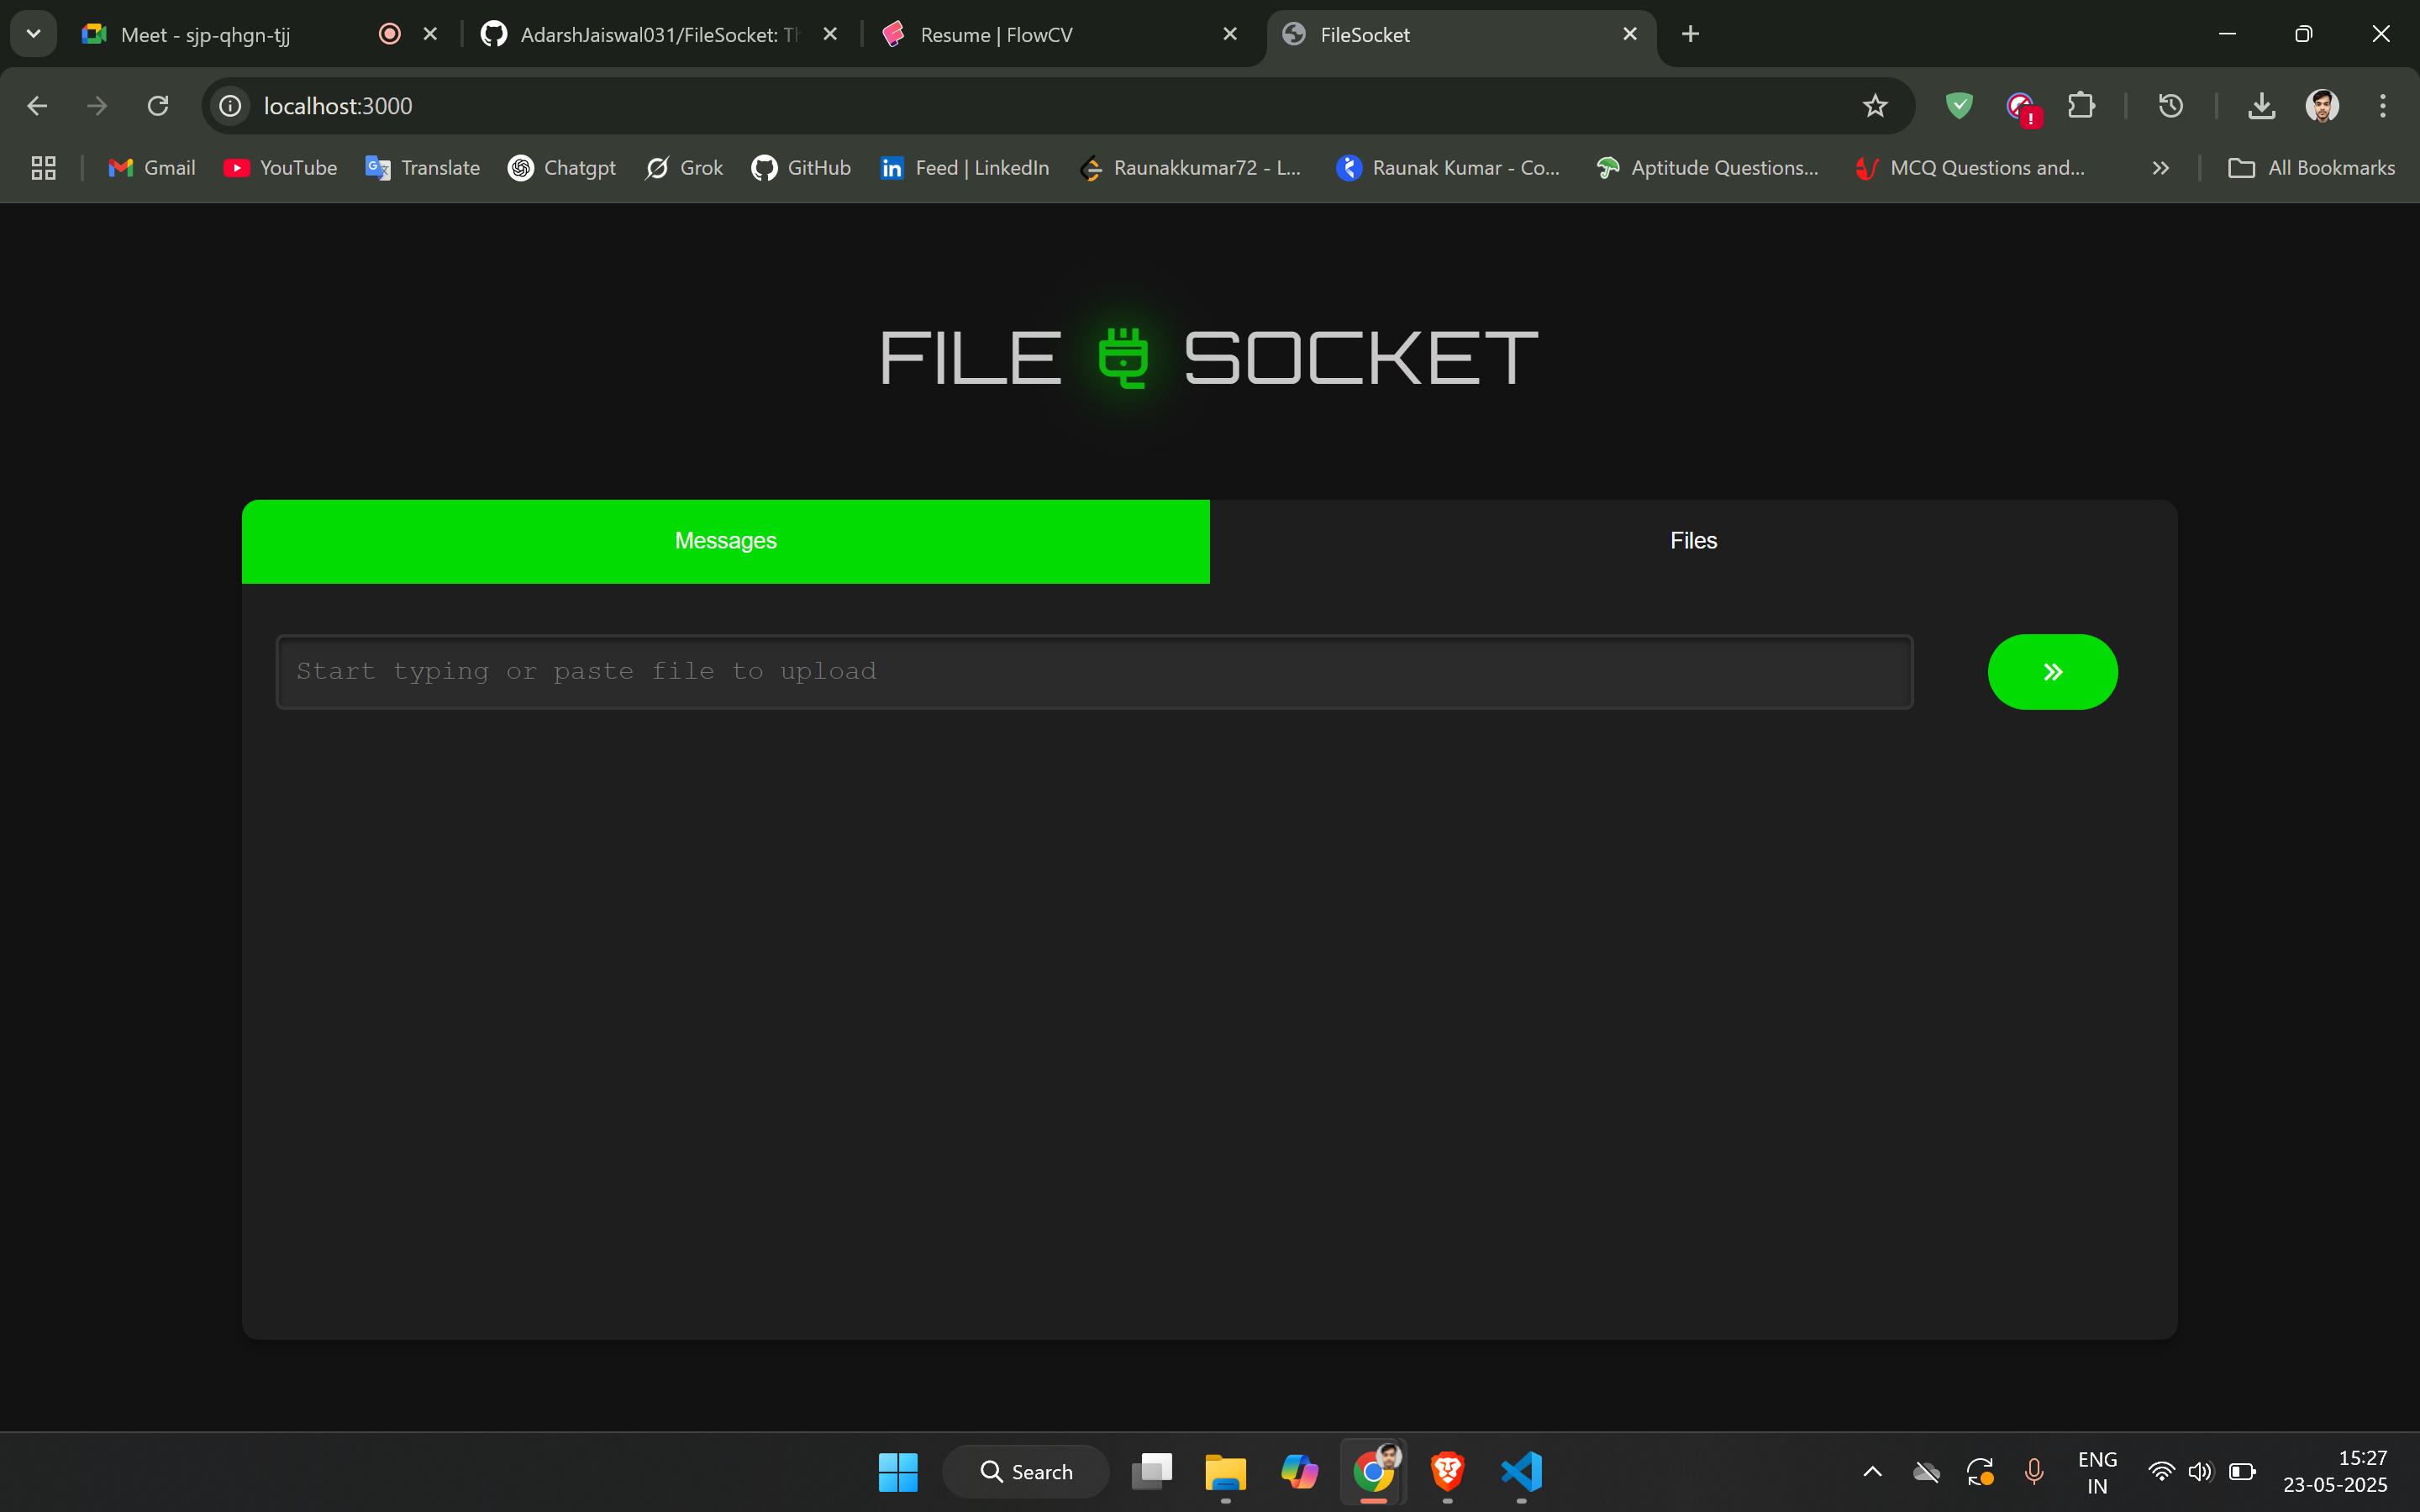 Meet - sjp-qhgn-tjj
AdarshJaiswal031/FileSocket: Th
Resume | FlowCV
FileSocket
localhost:3000
Gmail
YouTube
Translate
Chatgpt
Grok
GitHub
Feed | LinkedIn
Raunakkumar72 - L...
Raunak Kumar - Co...
Aptitude Questions...
MCQ Questions and...
All Bookmarks
FILE SOCKET
Messages
Files
Start typing or paste file to upload
Search
ENG
IN
15:27
23-05-2025